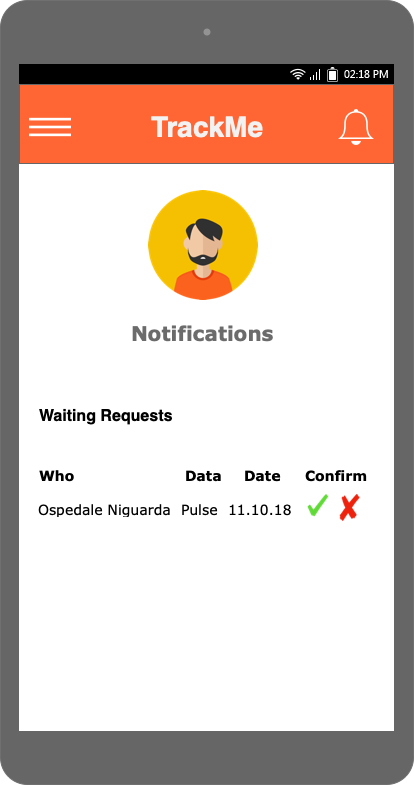 02:18 PM
TrackMe
Notifications
Waiting Requests
Who Data Date Confirm
Ospedale Niguarda Pulse 11.10.18 ✓ ✘